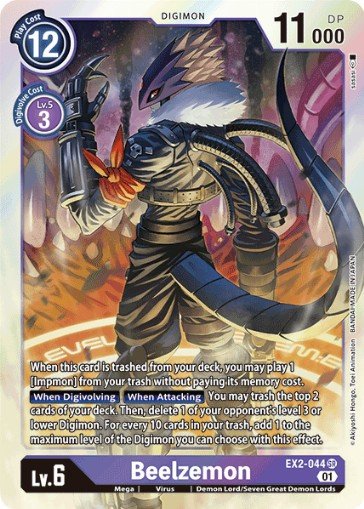 Play Cost
12
DIGIMON
11000
DP
Digivolve Cost
Lv.5
3
When this card is trashed from your deck, you may play 1
[Impmon] from your trash without paying its memory cost.
When Digivolving When Attacking You may trash the top 2
cards of your deck. Then, delete 1 of your opponent's level 3 or
lower Digimon. For every 10 cards in your trash, add 1 to the
maximum level of the Digimon you can choose with this effect.
©Akiyoshi Hongo, Toei Animation BANDAI·MADE IN JAPAN
EX2-044 SR
Lv.6
Beelzemon
01
Mega Virus Demon Lord/Seven Great Demon Lords